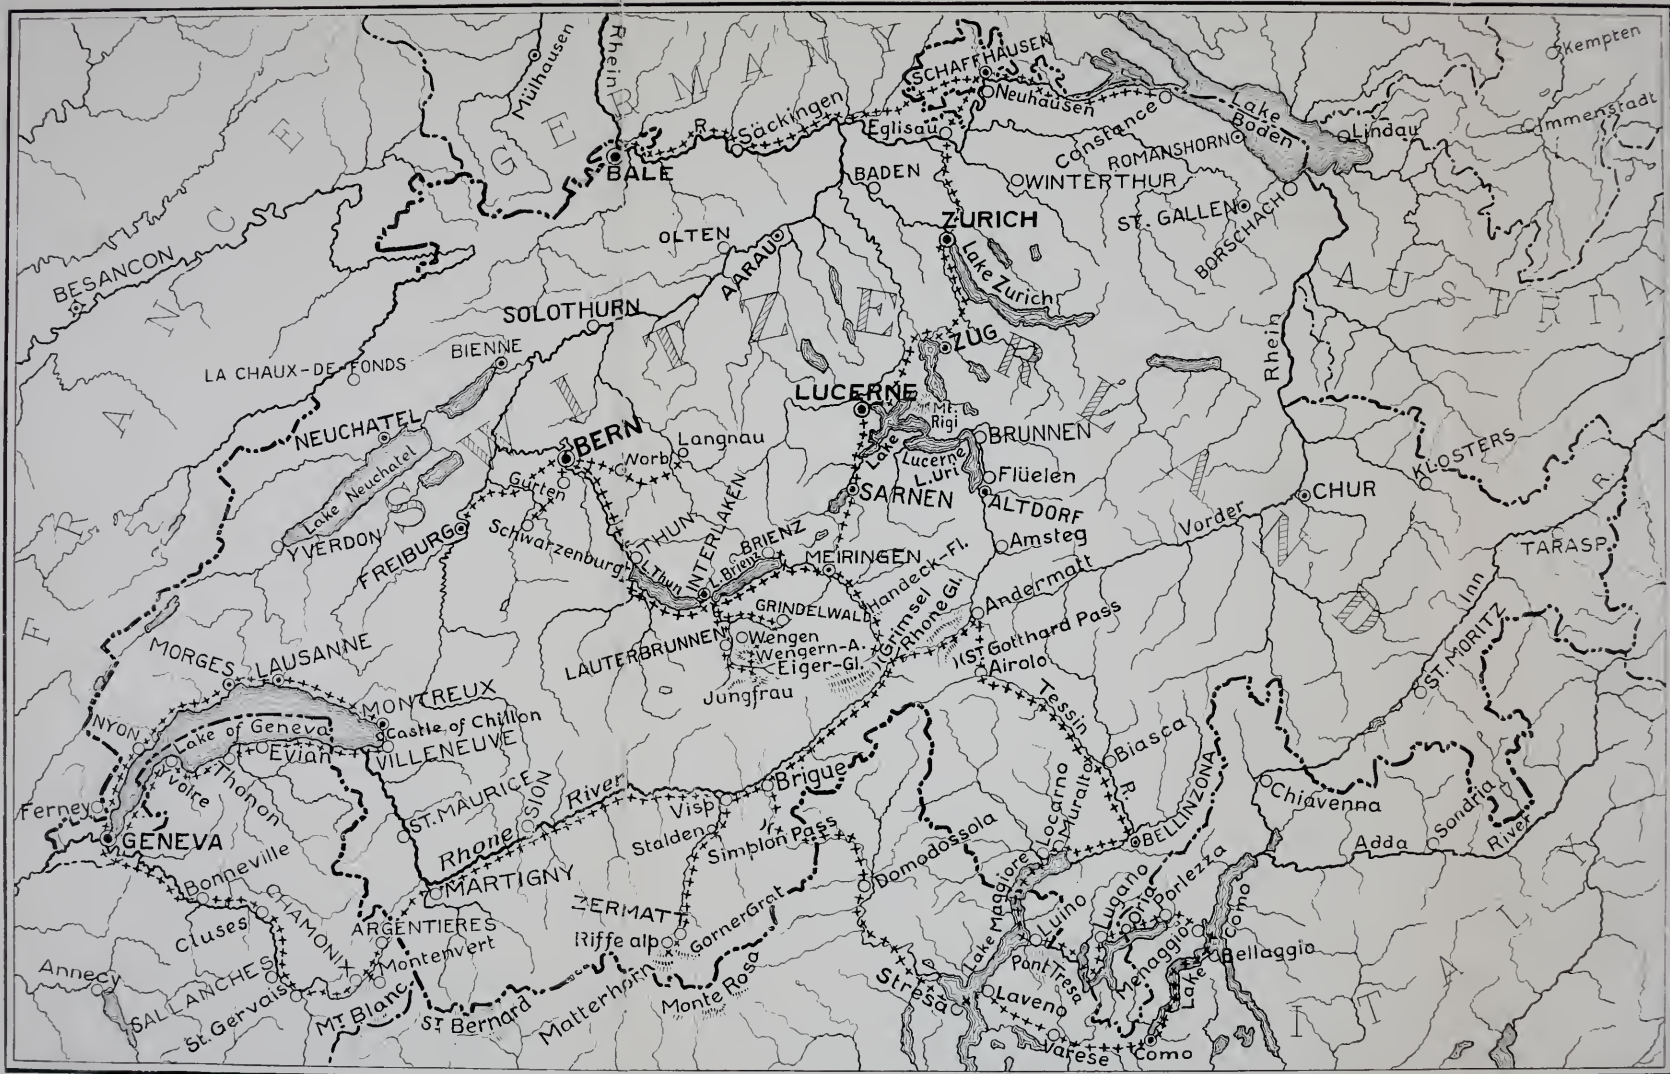 Mülhausen
Rhein
GERMANY
SCHAFFHAUSEN
Neuhausen
Kempten
Immenstadt
R.
Säckingen
Eglisau
Constance
Lake
Boden
Lindau
ROMANSHORN
BALE
BADEN
WINTERTHUR
ST. GALLEN
BORSCHACH
ZURICH
Lake Zurich
OLTEN
AARAU
BESANCON
FRANCE
AUSTRIA
SOLOTHURN
BIENNE
LA CHAUX-DE-FONDS
SWITZERLAND
ZUG
Rhein
LUCERNE
Mt.
Rigi
NEUCHATEL
Lake Neuchatel
BERN
Langnau
Worb
Gurten
Lake
Lucerne
L. Uri
BRUNNEN
Flüelen
ALTDORF
SARNEN
KLOSTERS
CHUR
Vorder
YVERDON
FREIBURG
Schwarzenburg
THUN
L. Thun
INTERLAKEN
L. Brienz
BRIENZ
MEIRINGEN
Amsteg
Andermatt
Handeck-Fl.
Grimsel
Rhone Gl.
TARASP
I. R.
Inn
GRINDELWALD
Wengen
Wengern-A.
Eiger-Gl.
LAUTERBRUNNEN
Jungfrau
St Gotthard Pass
Airolo
ST. MORITZ
MORGES
LAUSANNE
MONTREUX
Castle of Chillon
VILLENEUVE
NYON
Lake of Geneva
Evian
Thonon
Voire
Tessin
R.
Biasca
Ferney
GENEVA
ST. MAURICE
SION
Rhone River
Visp
Brigue
Stalden
Simplon Pass
Locarno
Muralto
BELLINZONA
Chiavenna
Adda
Sondria
River
Bonneville
MARTIGNY
Domodossola
Lake Maggiore
Luino
Lugano
Oria
Porlezza
CHAMONIX
Cluses
ARGENTIERES
Montenvert
ZERMATT
Riffe alp
Gorner Grat
Annecy
SALLANCHES
St. Gervais
MT Blanc
ST Bernard
Matterhorn
Monte Rosa
Stresa
Pont Tresa
Menaggio
Lake Como
Bellaggio
Laveno
Varese
Como
ITALY